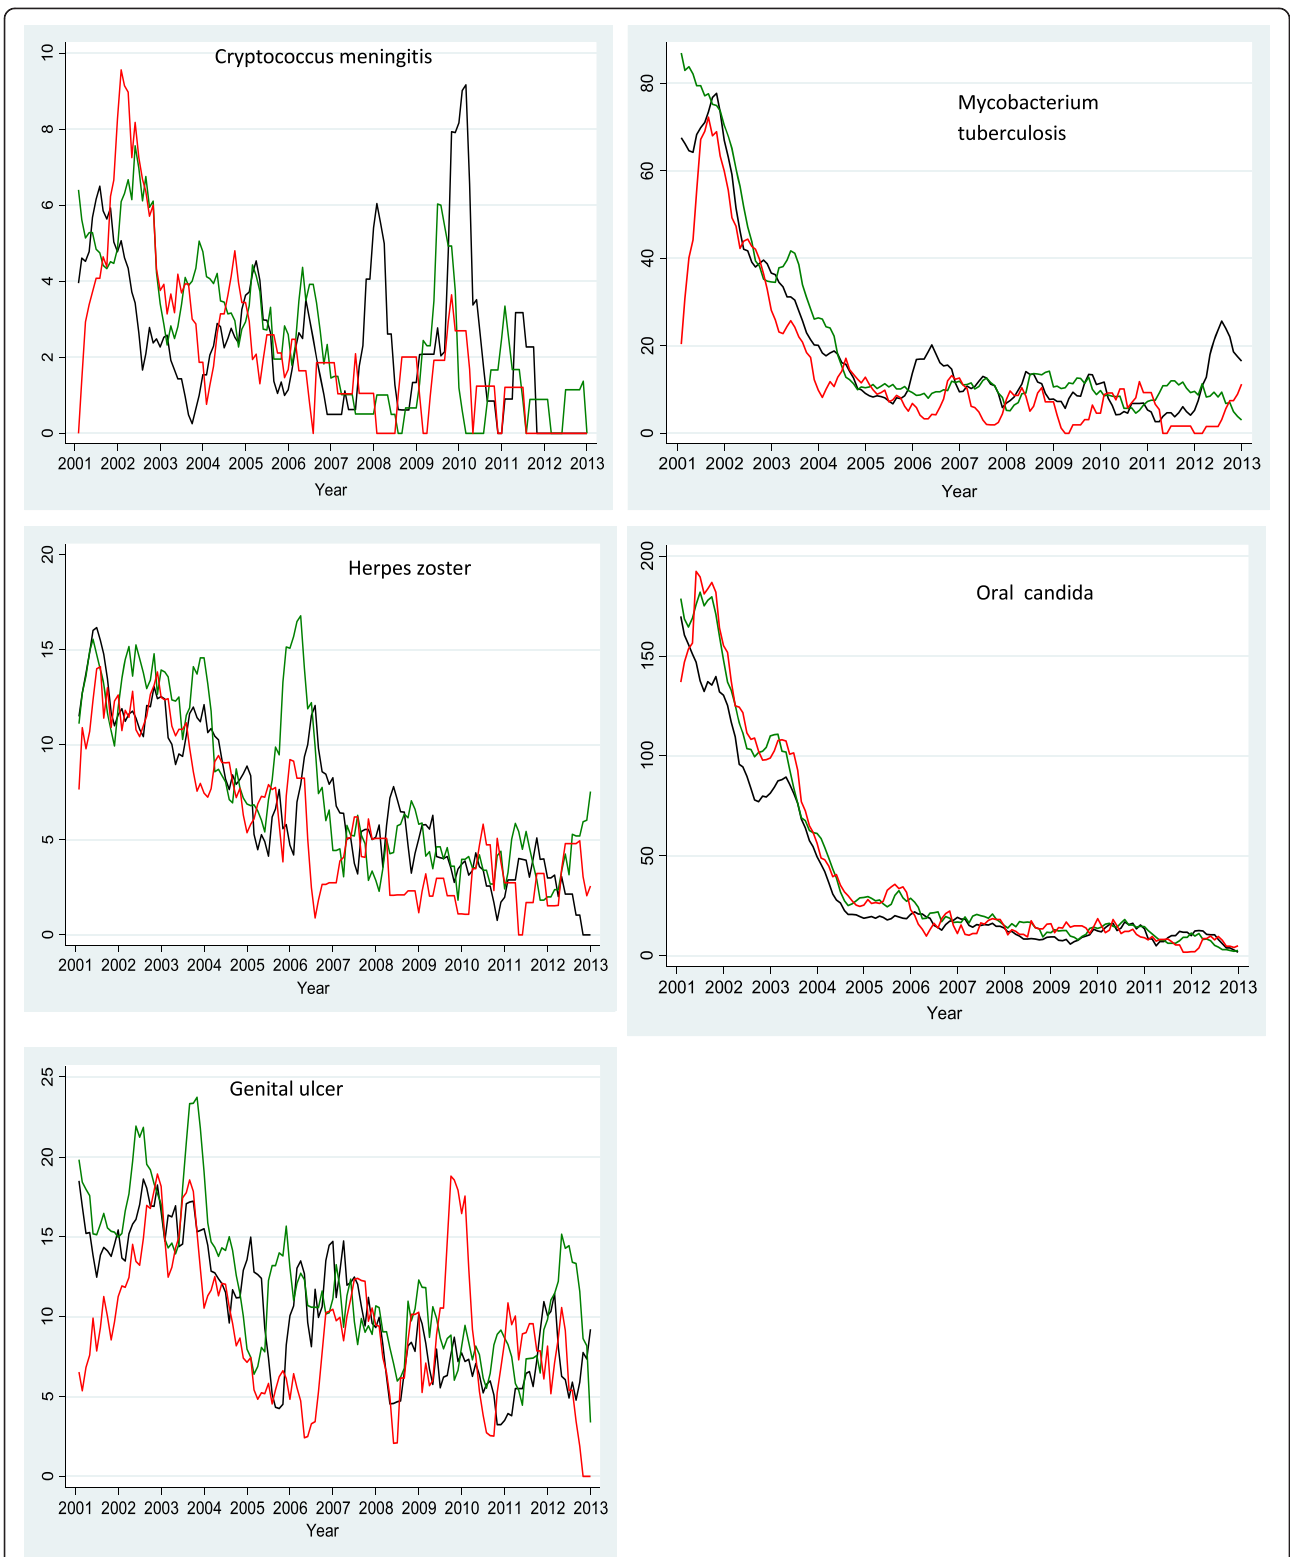 Cryptococcus meningitis
10
8
6
4
2
0
2001 2002 2003 2004 2005 2006 2007 2008 2009 2010 2011 2012 2013
Year
Mycobacterium
tuberculosis
80
60
40
20
0
2001 2002 2003 2004 2005 2006 2007 2008 2009 2010 2011 2012 2013
Year
Herpes zoster
20
15
10
5
0
2001 2002 2003 2004 2005 2006 2007 2008 2009 2010 2011 2012 2013
Year
Oral candida
200
150
100
50
0
2001 2002 2003 2004 2005 2006 2007 2008 2009 2010 2011 2012 2013
Year
Genital ulcer
25
20
15
10
5
0
2001 2002 2003 2004 2005 2006 2007 2008 2009 2010 2011 2012 2013
Year